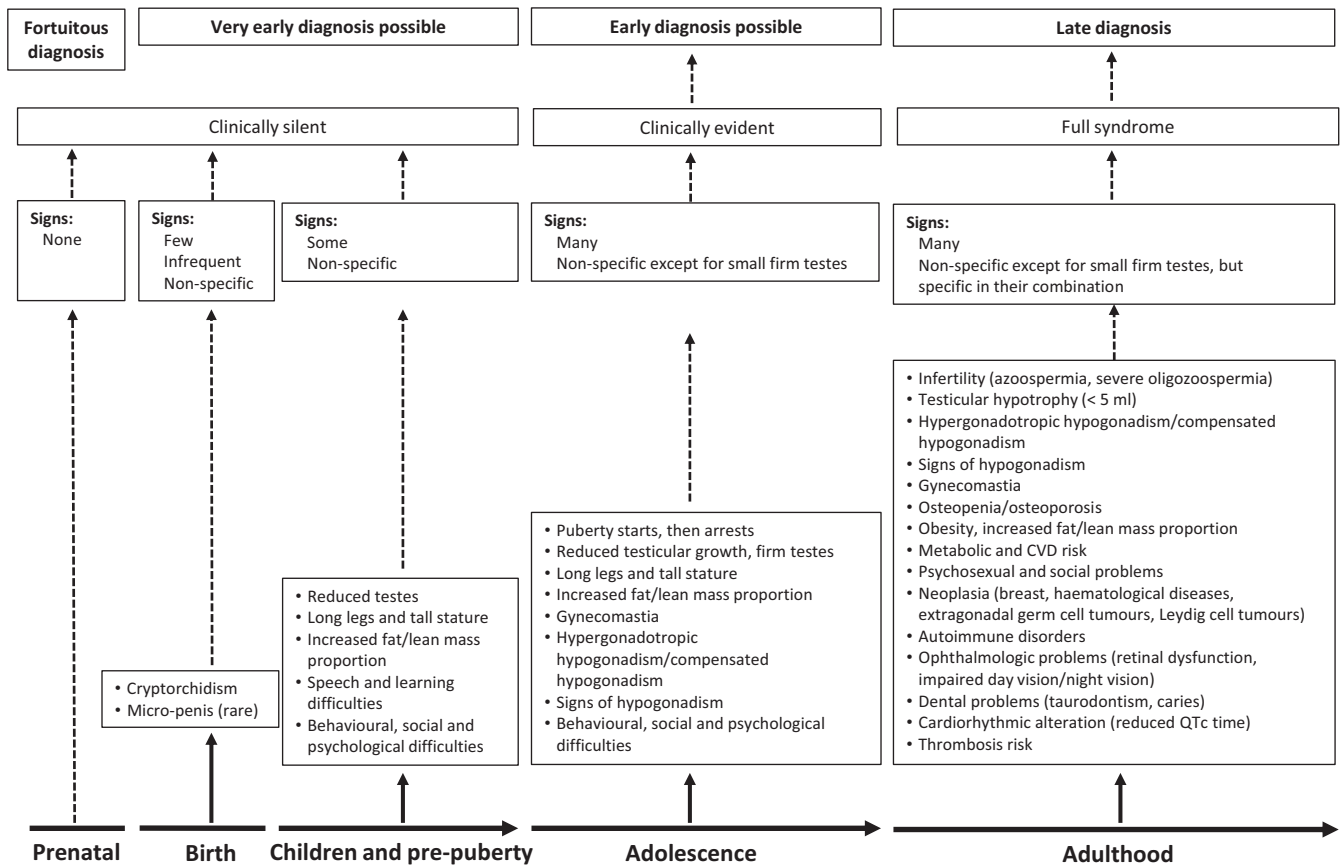 Fortuitous
diagnosis
Very early diagnosis possible
Early diagnosis possible
Late diagnosis
Clinically silent
Clinically evident
Full syndrome
Signs:
None
Signs:
Few
Infrequent
Non-specific
Signs:
Some
Non-specific
Signs:
Many
Non-specific except for small firm testes
Signs:
Many
Non-specific except for small firm testes, but
specific in their combination
• Cryptorchidism
• Micro-penis (rare)
• Reduced testes
• Long legs and tall stature
• Increased fat/lean mass
proportion
• Speech and learning
difficulties
• Behavioural, social and
psychological difficulties
• Puberty starts, then arrests
• Reduced testicular growth, firm testes
• Long legs and tall stature
• Increased fat/lean mass proportion
• Gynecomastia
• Hypergonadotropic
hypogonadism/compensated
hypogonadism
• Signs of hypogonadism
• Behavioural, social and psychological
difficulties
• Infertility (azoospermia, severe oligozoospermia)
• Testicular hypotrophy (< 5 ml)
• Hypergonadotropic hypogonadism/compensated
hypogonadism
• Signs of hypogonadism
• Gynecomastia
• Osteopenia/osteoporosis
• Obesity, increased fat/lean mass proportion
• Metabolic and CVD risk
• Psychosexual and social problems
• Neoplasia (breast, haematological diseases,
extragonadal germ cell tumours, Leydig cell tumours)
• Autoimmune disorders
• Ophthalmologic problems (retinal dysfunction,
impaired day vision/night vision)
• Dental problems (taurodontism, caries)
• Cardiorhythmic alteration (reduced QTc time)
• Thrombosis risk
Prenatal
Birth
Children and pre-puberty
Adolescence
Adulthood